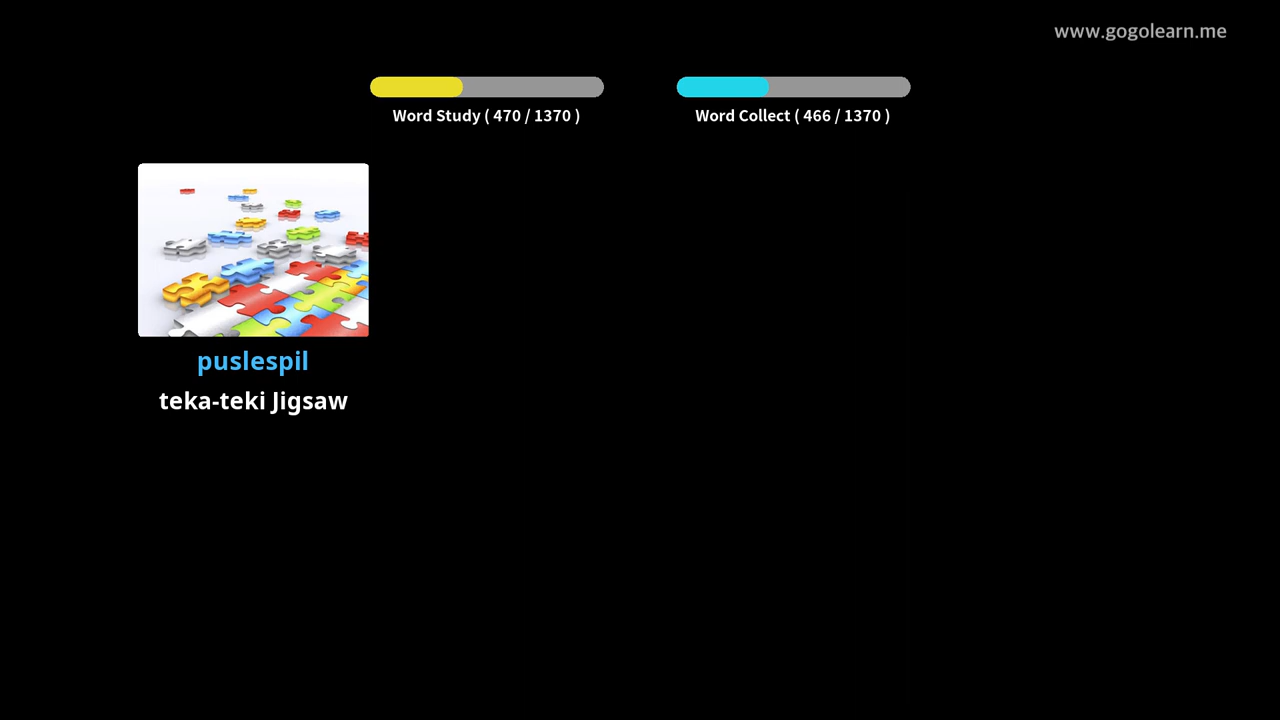 www.gogolearn.me
Word Study ( 470 / 1370 )
Word Collect ( 466 / 1370 )
puslespil
teka-teki Jigsaw